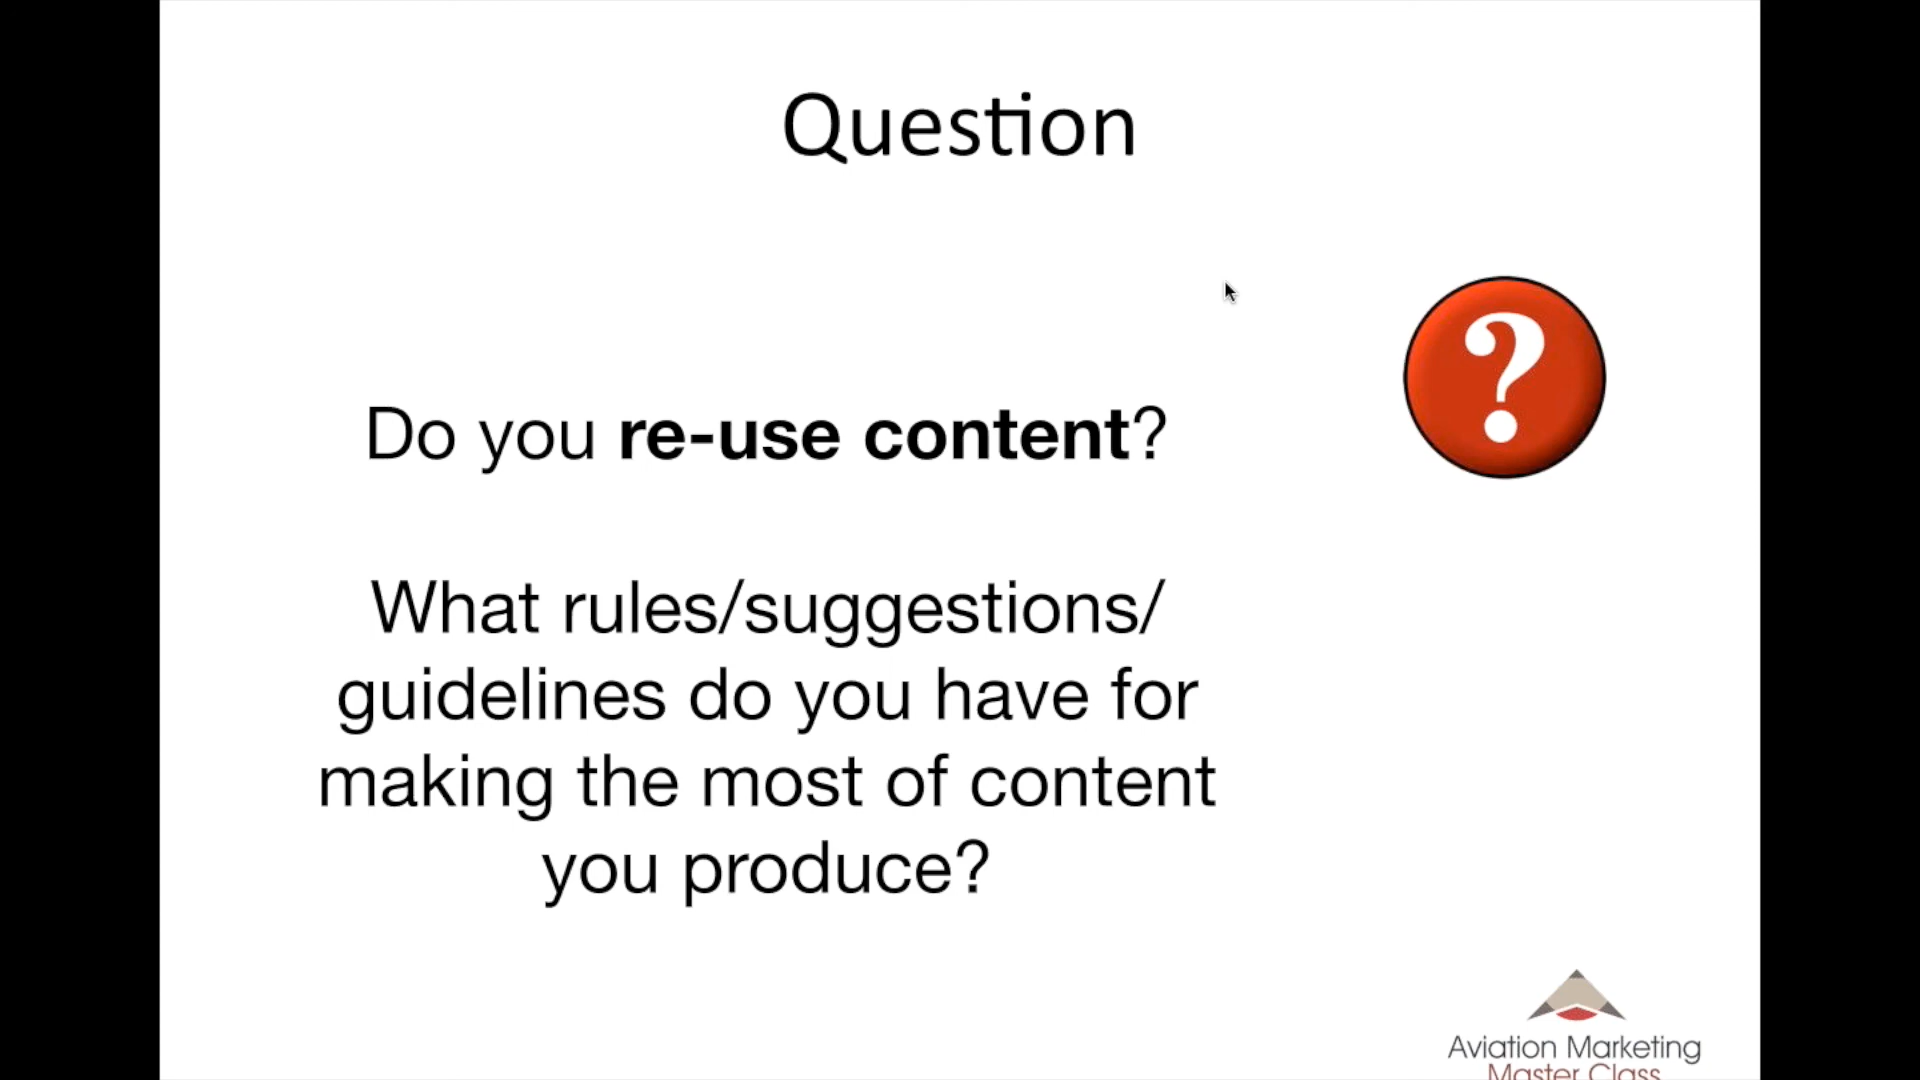 Question
?
Do you re-use content?
What rules/suggestions/
guidelines do you have for
making the most of content
you produce?
Aviation Marketing
Master Class